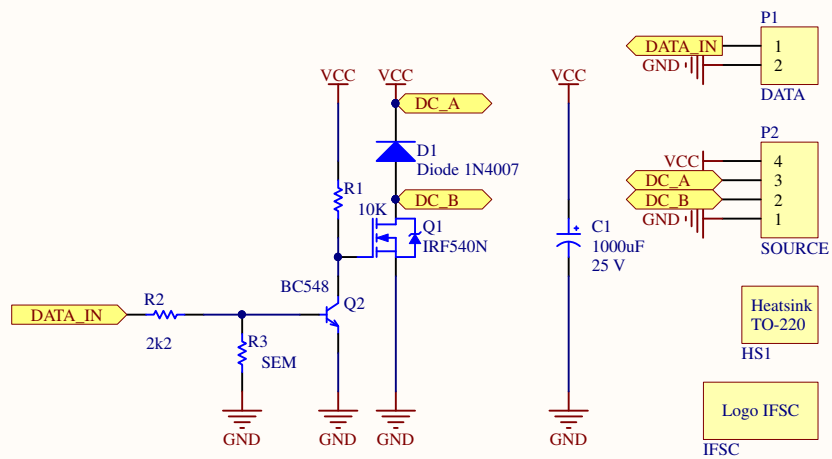 P1
DATA_IN
1
GND
2
DATA
VCC
VCC
VCC
DC_A
D1
Diode 1N4007
R1
10K
DC_B
Q1
IRF540N
C1
1000uF
25 V
P2
VCC
4
DC_A
3
DC_B
2
GND
1
SOURCE
BC548
Q2
DATA_IN
R2
2k2
R3
SEM
GND
GND
GND
GND
Heatsink
TO-220
HS1
Logo IFSC
IFSC